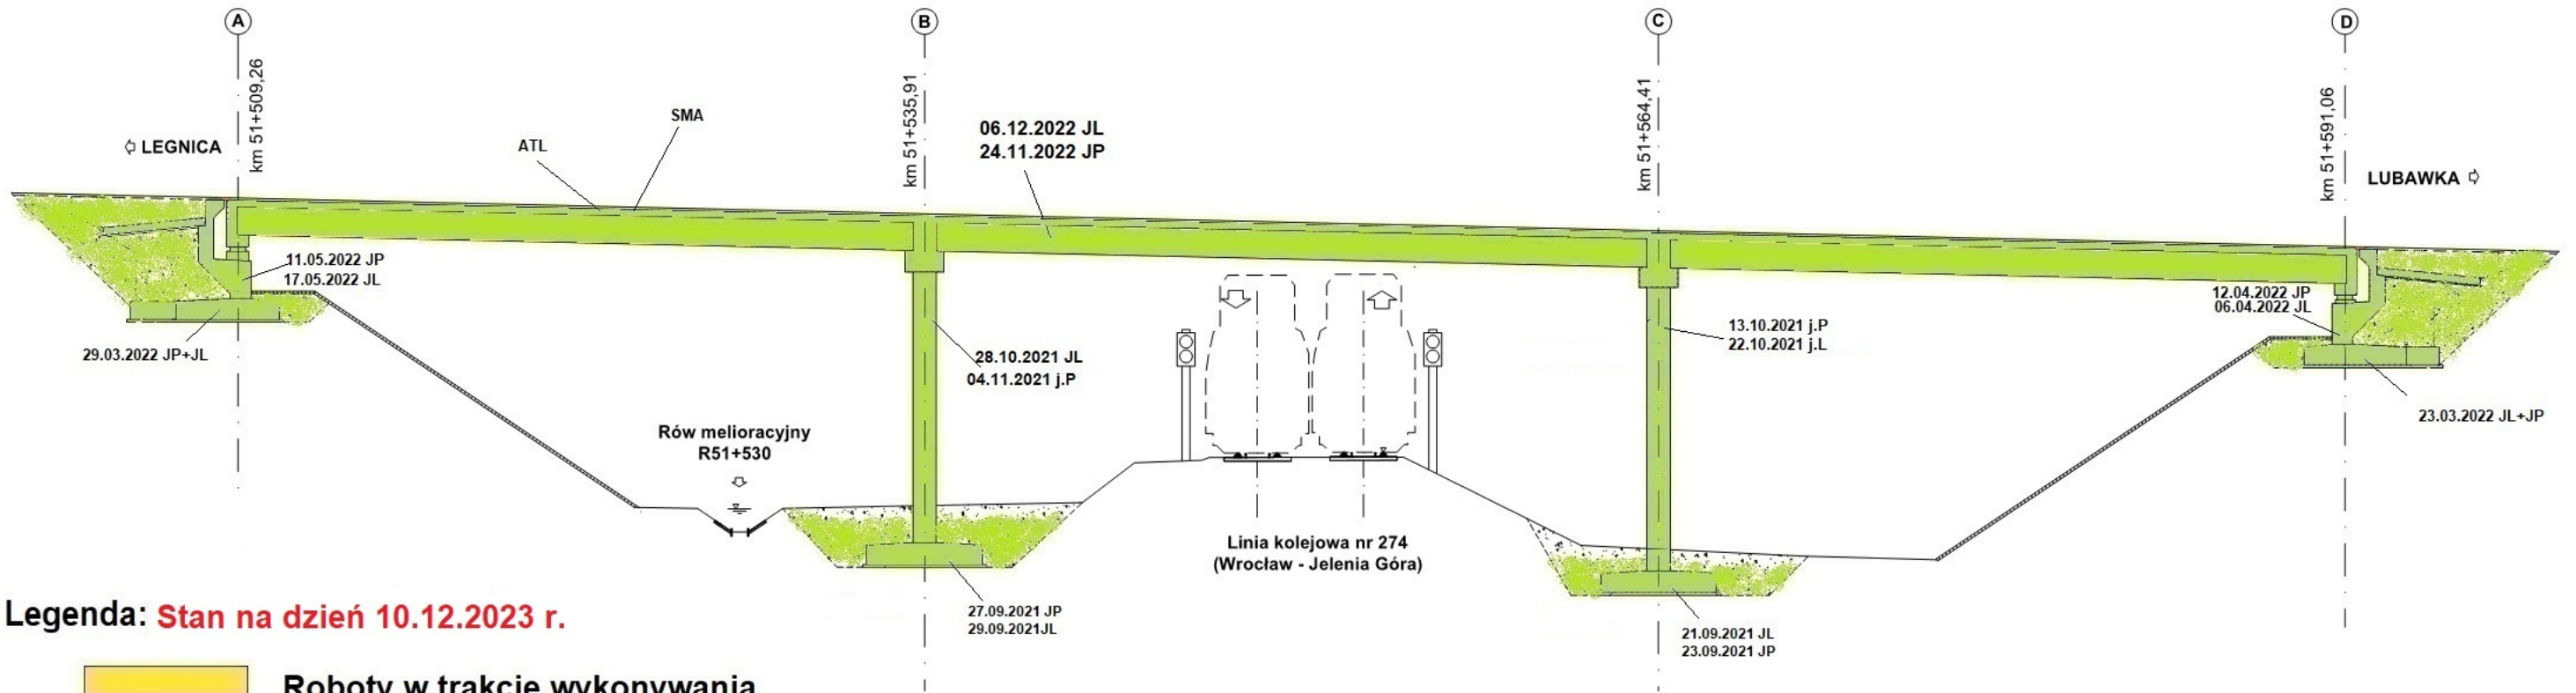 A
B
C
D
km 51+509,26
km 51+535,91
km 51+564,41
km 51+591,06
LEGNICA
LUBAWKA
ATL
SMA
06.12.2022 JL
24.11.2022 JP
11.05.2022 JP
17.05.2022 JL
29.03.2022 JP+JL
28.10.2021 JL
04.11.2021 j.P
13.10.2021 j.P
22.10.2021 j.L
12.04.2022 JP
06.04.2022 JL
23.03.2022 JL+JP
Rów melioracyjny
R51+530
Linia kolejowa nr 274
(Wrocław - Jelenia Góra)
27.09.2021 JP
29.09.2021JL
21.09.2021 JL
23.09.2021 JP
Legenda: Stan na dzień 10.12.2023 r.
Roboty w trakcie wykonywania